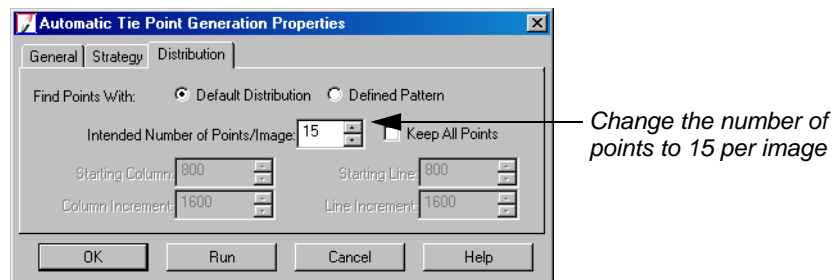 Automatic Tie Point Generation Properties
General Strategy Distribution
Find Points With: Default Distribution Defined Pattern
Intended Number of Points/Image: 15 Keep All Points
Starting Column: 800 Starting Line: 800
Column Increment: 1600 Line Increment: 1600
OK Run Cancel Help
Change the number of
points to 15 per image